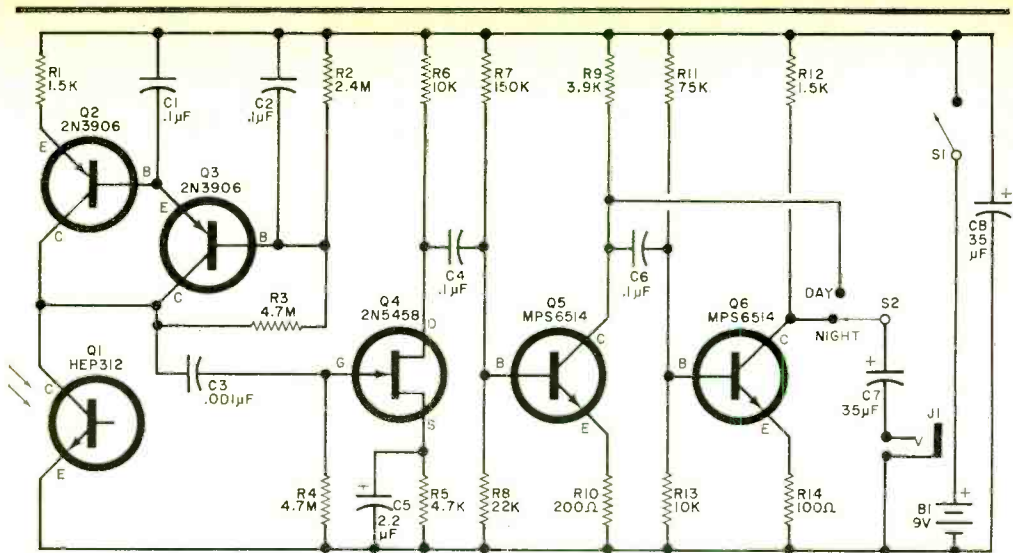 R1
1.5K
C1
.1µF
C2
.1µF
R2
2.4M
R6
10K
R7
150K
R9
3.9K
R11
75K
R12
1.5K
Q2
2N3906
E
B
C
Q3
2N3906
E
B
C
S1
+
C8
35
µF
R3
4.7M
C4
.1µF
C6
.1µF
DAY
S2
NIGHT
Q1
HEP312
C
E
C3
.001µF
Q4
2N5458
D
G
S
Q5
MPS6514
C
B
E
Q6
MPS6514
C
B
E
+
C7
35µF
J1
R4
4.7M
+
C5
2.2
µF
R5
4.7K
R8
22K
R10
200Ω
R13
10K
R14
100Ω
+
B1
9V